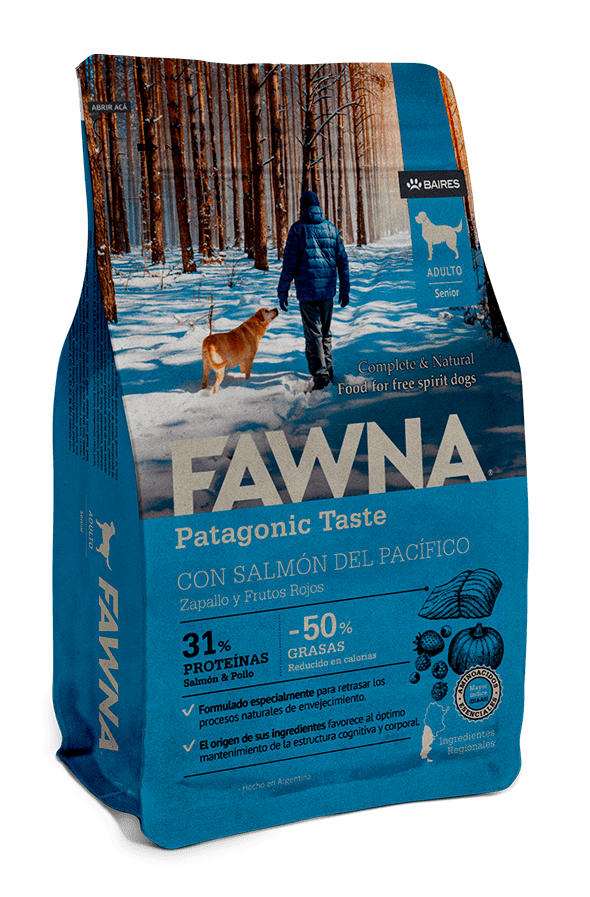 ABRIR ACÁ
BAIRES
ADULTO
Senior
Complete & Natural
Food for free spirit dogs
FAWNA®
Patagonic Taste
CON SALMÓN DEL PACÍFICO
Zapallo y Frutos Rojos
31%
PROTEÍNAS
Salmón & Pollo
-50%
GRASAS
Reducido en calorías
Formulado especialmente para retrasar los
procesos naturales de envejecimiento.
El origen de sus ingredientes favorece al óptimo
mantenimiento de la estructura cognitiva y corporal.
AMINOÁCIDOS
Mayor
índice
ESENCIALES
Ingredientes
Regionales
- Hecho en Argentina
ADULTO
Senior
FAWNA